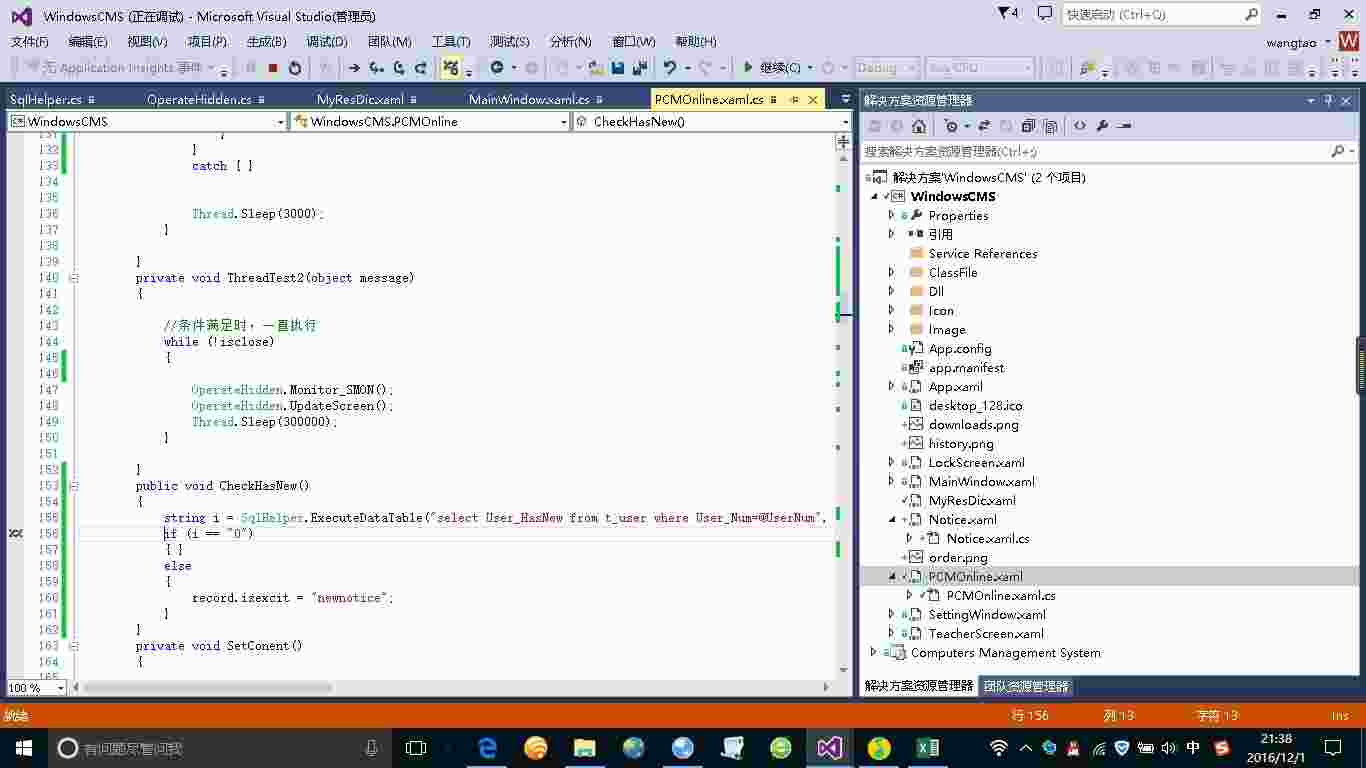 WindowsCMS (正在调试) - Microsoft Visual Studio(管理员)
4
快速启动 (Ctrl+Q)
文件(F) 编辑(E) 视图(V) 项目(P) 生成(B) 调试(D) 团队(M) 工具(T) 测试(S) 分析(N) 窗口(W) 帮助(H)
wangtao W
无 Application Insights 事件
继续(C)
Debug
Any CPU
SqlHelper.cs OperateHidden.cs MyResDic.xaml MainWindow.xaml.cs PCMOnline.xaml.cs
WindowsCMS WindowsCMS.PCMOnline CheckHasNew()
131 }
132 }
133 catch { }
134
135
136 Thread.Sleep(3000);
137 }
138
139 }
140 private void ThreadTest2(object message)
141 {
142
143 //条件满足时，一直执行
144 while (!isclose)
145 {
146
147 OperateHidden.Monitor_SMON();
148 OperateHidden.UpdateScreen();
149 Thread.Sleep(300000);
150 }
151
152 }
153 public void CheckHasNew()
154 {
155 string i = SqlHelper.ExecuteDataTable("select User_HasNew from t_user where User_Num=@UserNum",
156 if (i == "0")
157 { }
158 else
159 {
160 record.isexcit = "newnotice";
161 }
162 }
163 private void SetConent()
164 {
165
100 %
解决方案资源管理器
搜索解决方案资源管理器(Ctrl+;)
解决方案'WindowsCMS' (2 个项目)
WindowsCMS
Properties
引用
Service References
ClassFile
Dll
Icon
Image
App.config
app.manifest
App.xaml
desktop_128.ico
downloads.png
history.png
LockScreen.xaml
MainWindow.xaml
MyResDic.xaml
Notice.xaml
Notice.xaml.cs
order.png
PCMOnline.xaml
PCMOnline.xaml.cs
SettingWindow.xaml
TeacherScreen.xaml
Computers Management System
解决方案资源管理器 团队资源管理器
就绪 行 156 列 13 字符 13 Ins
有问题尽管问我
中
21:38
2016/12/1